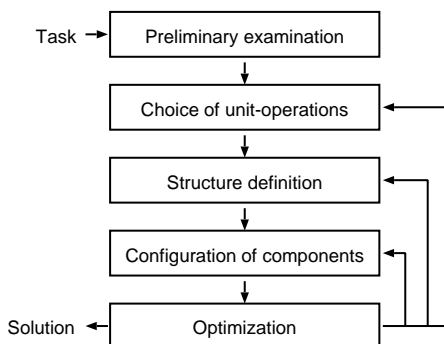 Task
Preliminary examination
Choice of unit-operations
Structure definition
Configuration of components
Solution
Optimization